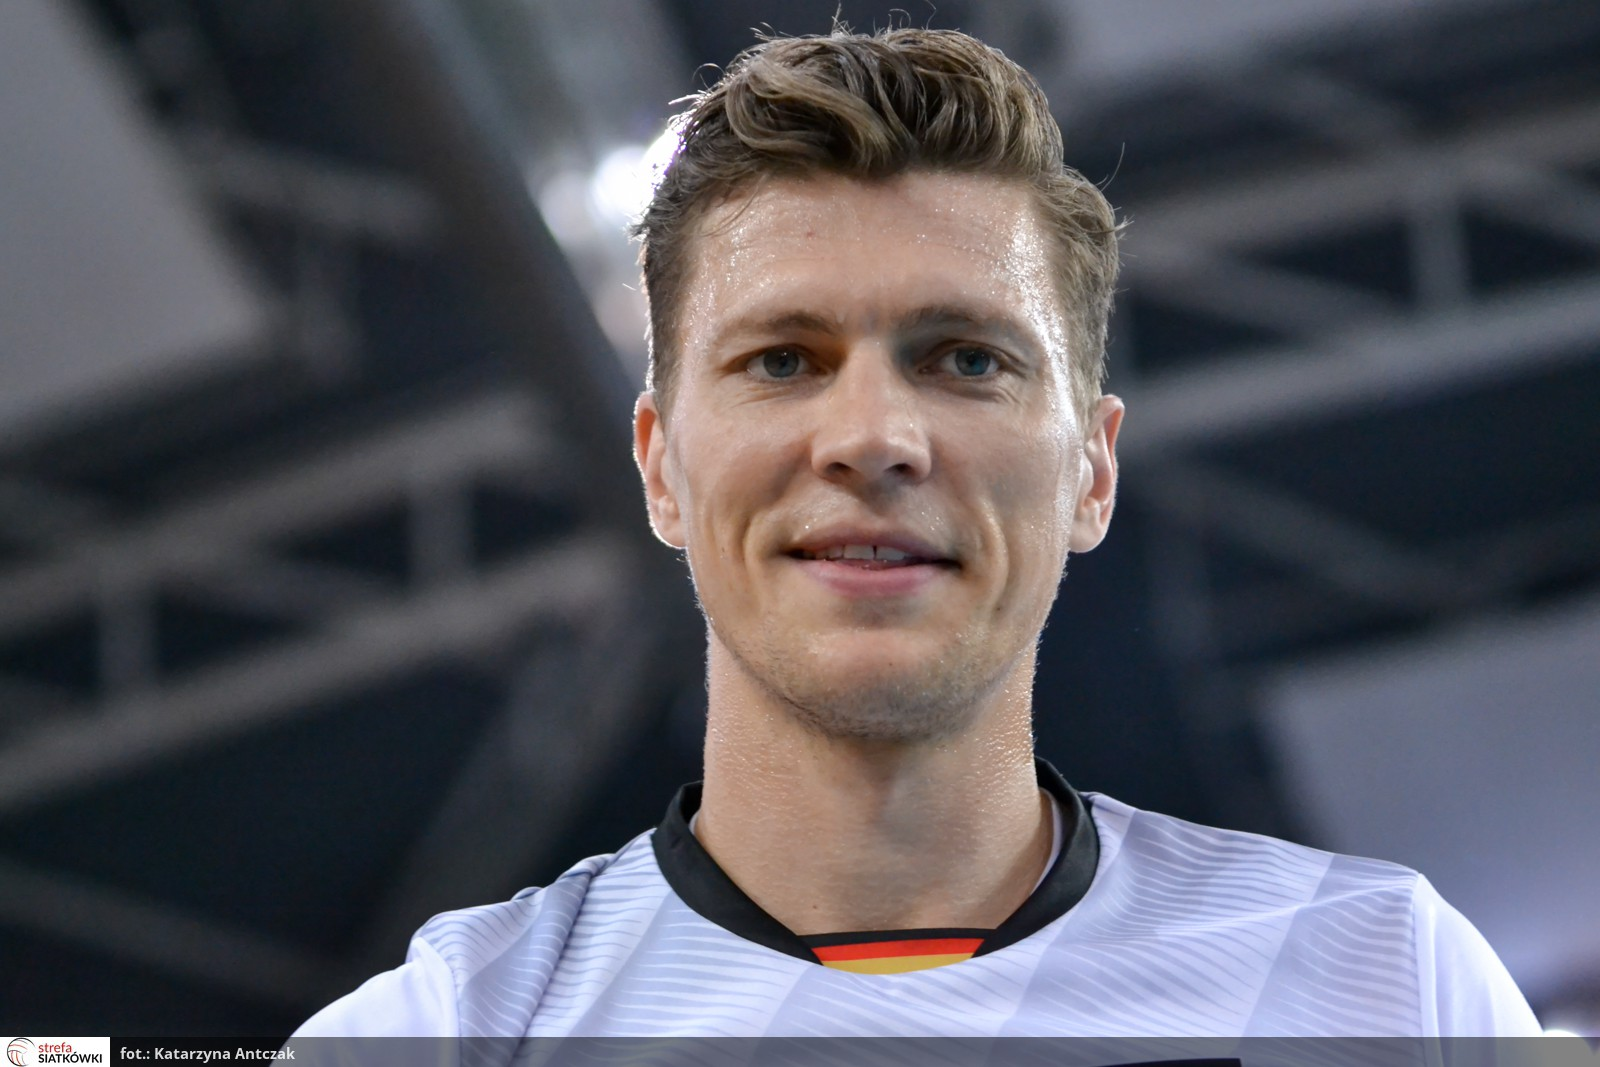 strefa
SIATKÓWKI
fot.: Katarzyna Antczak